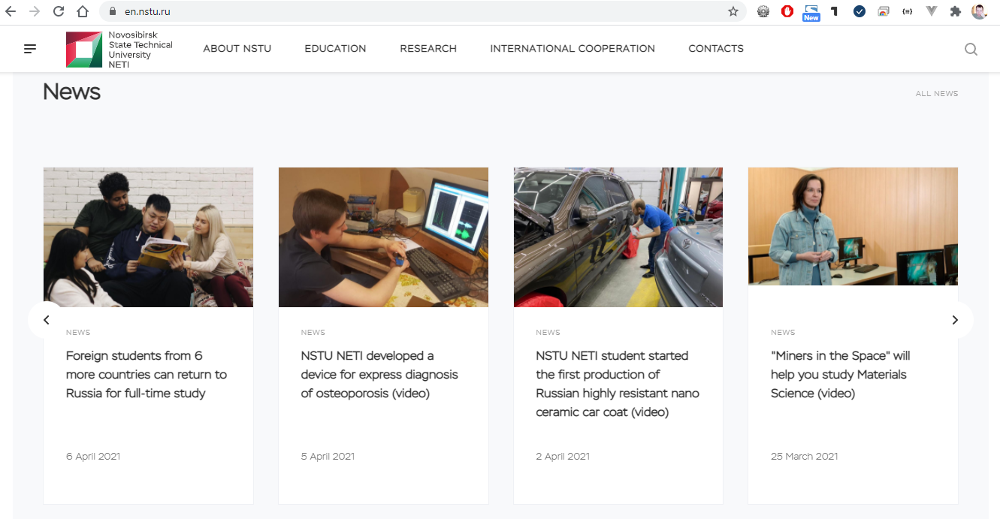 en.nstu.ru
New
Novosibirsk
State Technical
University
NETI
ABOUT NSTU
EDUCATION
RESEARCH
INTERNATIONAL COOPERATION
CONTACTS
News
ALL NEWS
NEWS
Foreign students from 6
more countries can return to
Russia for full-time study
6 April 2021
NEWS
NSTU NETI developed a
device for express diagnosis
of osteoporosis (video)
5 April 2021
NEWS
NSTU NETI student started
the first production of
Russian highly resistant nano
ceramic car coat (video)
2 April 2021
NEWS
"Miners in the Space" will
help you study Materials
Science (video)
25 March 2021